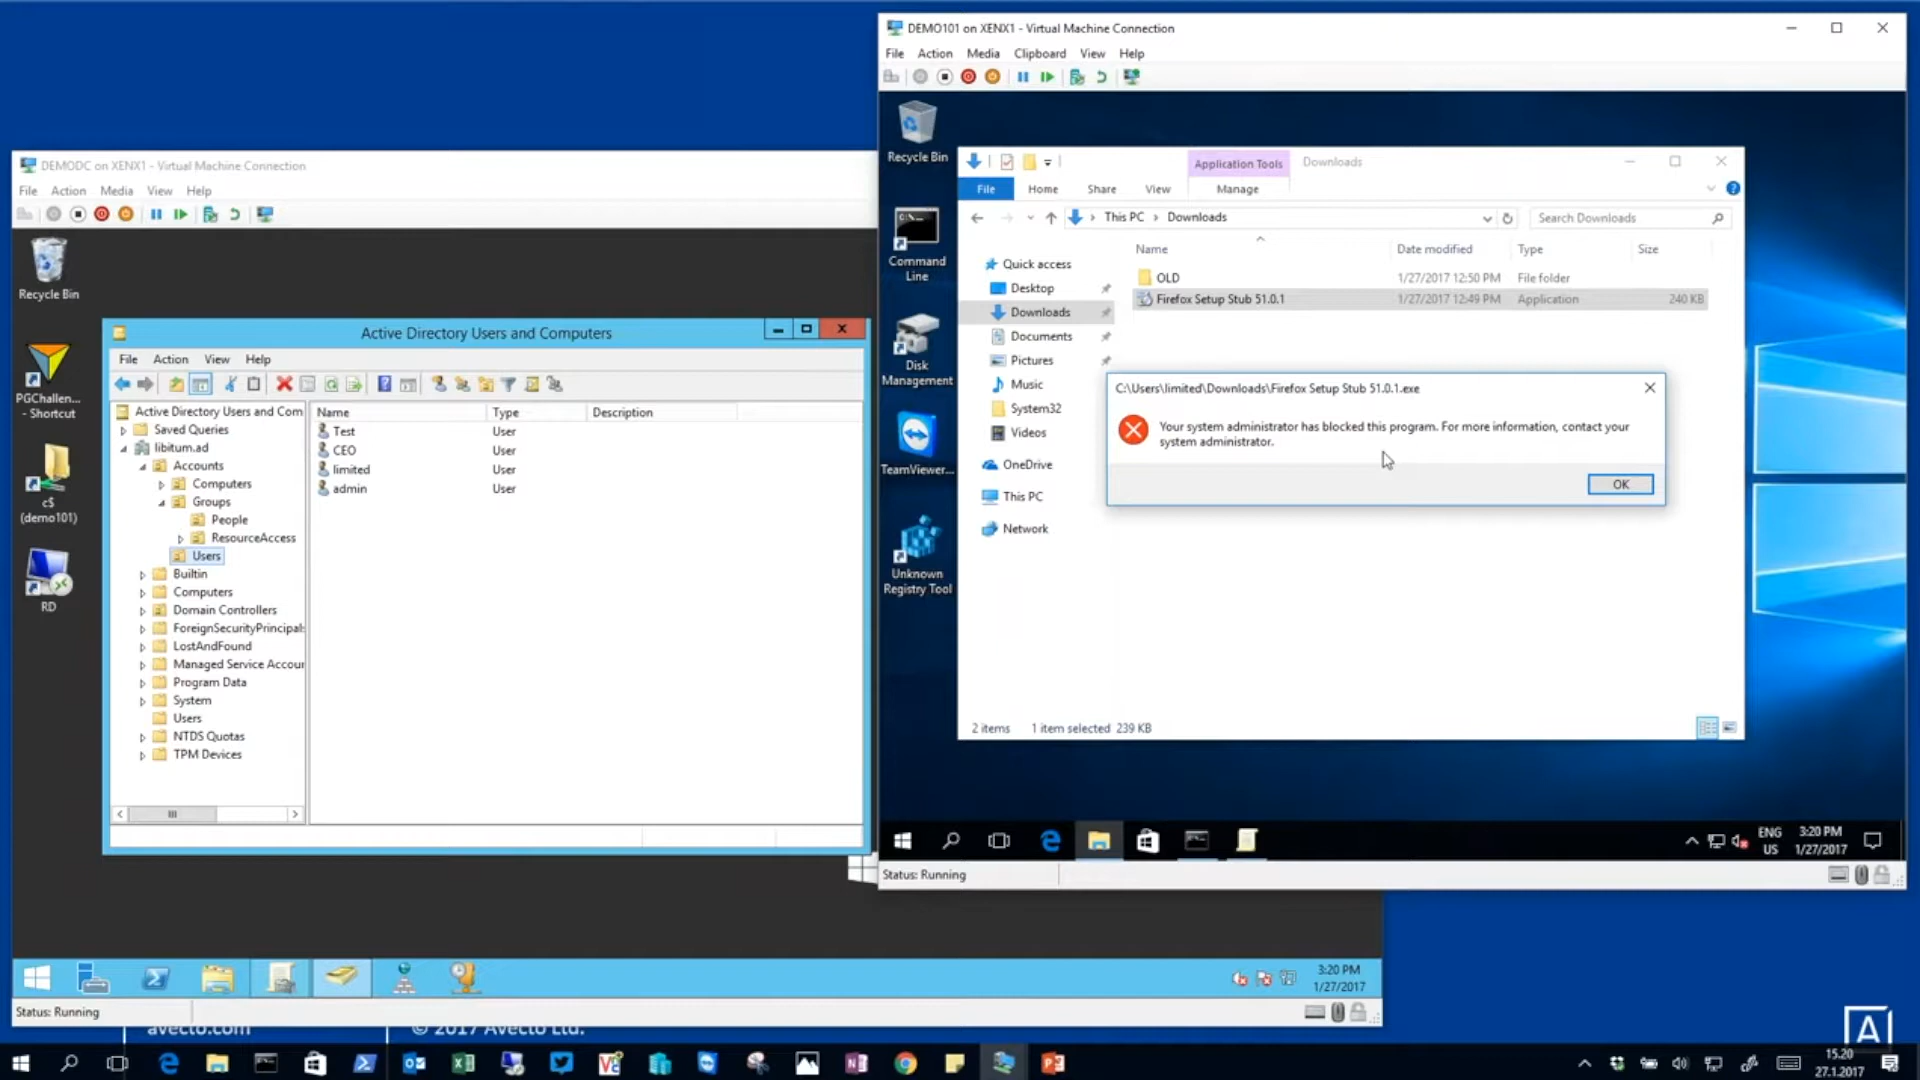 DEMO101 on XENX1 - Virtual Machine Connection
File Action Media Clipboard View Help
Recycle Bin
Command Line
Disk Management
TeamViewer...
Unknown Registry Tool
Application Tools Downloads
File Home Share View Manage
This PC Downloads
Search Downloads
Name Date modified Type Size
OLD 1/27/2017 12:50 PM File folder
Firefox Setup Stub 51.0.1 1/27/2017 12:49 PM Application 240 KB
Quick access
Desktop
Downloads
Documents
Pictures
Music
System32
Videos
OneDrive
This PC
Network
C:\Users\limited\Downloads\Firefox Setup Stub 51.0.1.exe
Your system administrator has blocked this program. For more information, contact your
system administrator.
OK
2 items 1 item selected 239 KB
ENG
US
3:20 PM
1/27/2017
Status: Running
DEMODC on XENX1 - Virtual Machine Connection
File Action Media View Help
Recycle Bin
PGChallen...
- Shortcut
c$
(demo101)
RD
Active Directory Users and Computers
File Action View Help
Active Directory Users and Com
Saved Queries
libitum.ad
Accounts
Computers
Groups
People
ResourceAccess
Users
Builtin
Computers
Domain Controllers
ForeignSecurityPrincipals
LostAndFound
Managed Service Accour
Program Data
System
Users
NTDS Quotas
TPM Devices
Name Type Description
Test User
CEO User
limited User
admin User
3:20 PM
1/27/2017
Status: Running
avecto.com
© 2017 Avecto Ltd.
A
15.20
27.1.2017